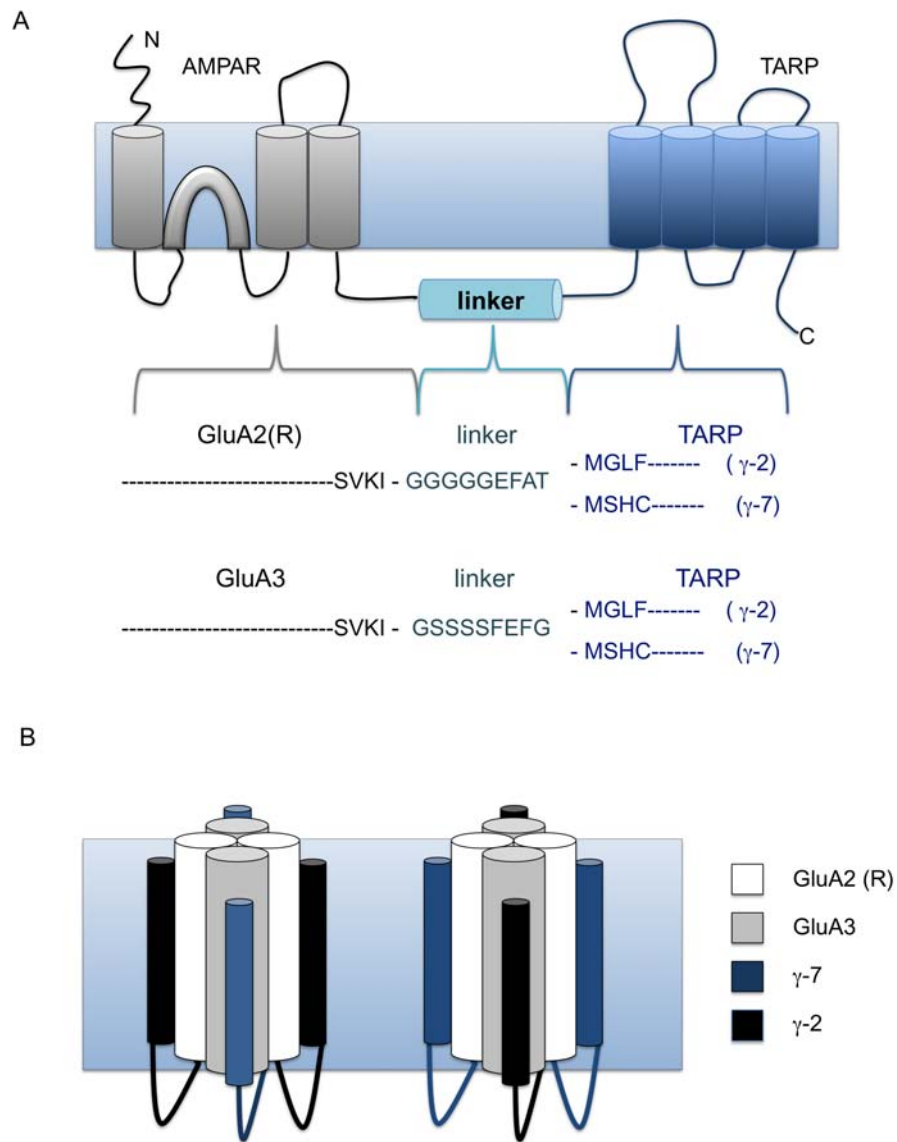 A
N
AMPAR
TARP
linker
C
GluA2(R) linker TARP
- MGLF------- ( γ-2)
---------------------------SVKI - GGGGGEFAT
- MSHC------- (γ-7)
GluA3 linker TARP
- MGLF------- ( γ-2)
---------------------------SVKI - GSSSSFEFG
- MSHC------- (γ-7)
B
GluA2 (R)
GluA3
γ-7
γ-2